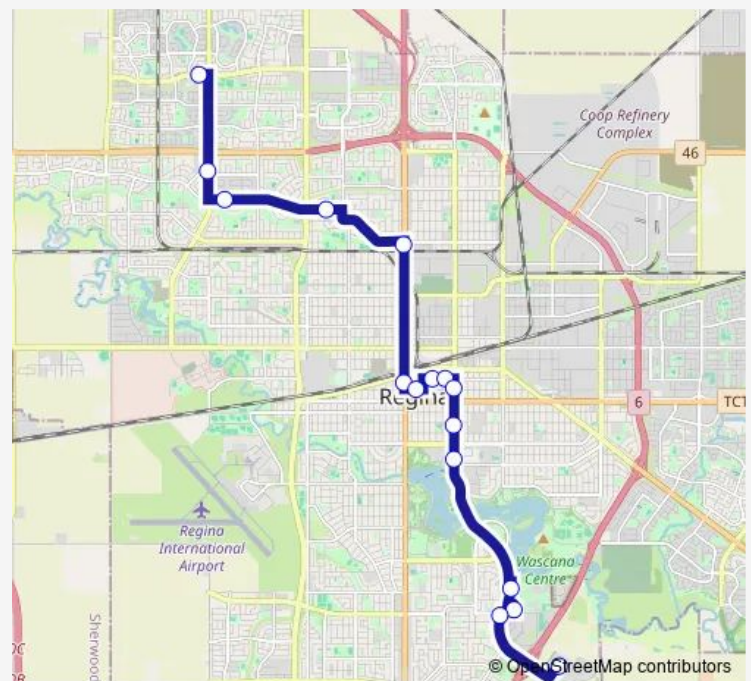 Coop Refinery
Complex
46
Regina
6
TC1
Regina
International
Airport
Wascana
Centre
Sherwood
© OpenStreetMap contributors